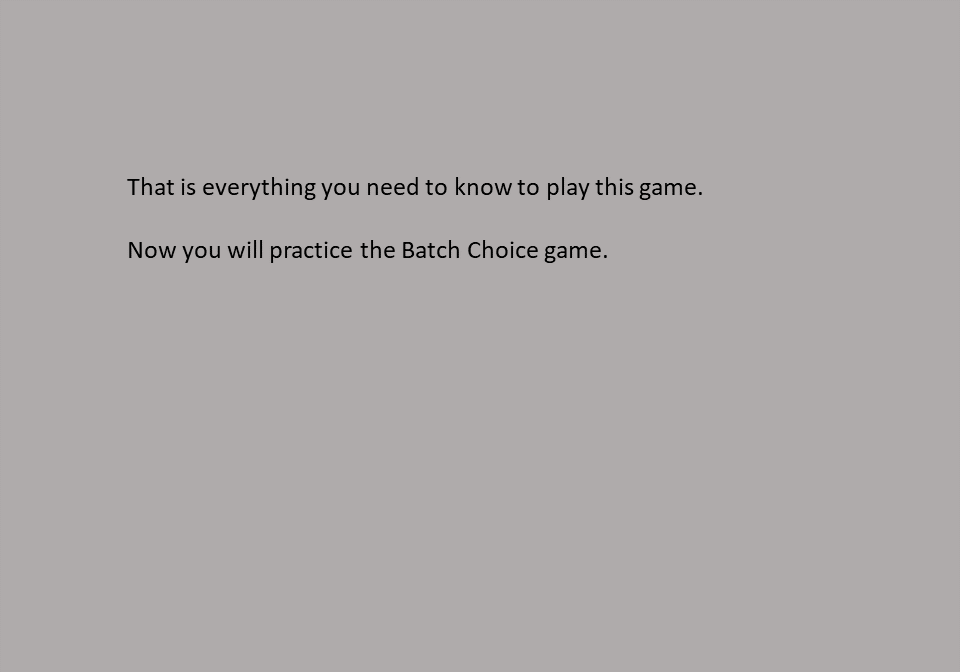 That is everything you need to know to play this game.
Now you will practice the Batch Choice game.